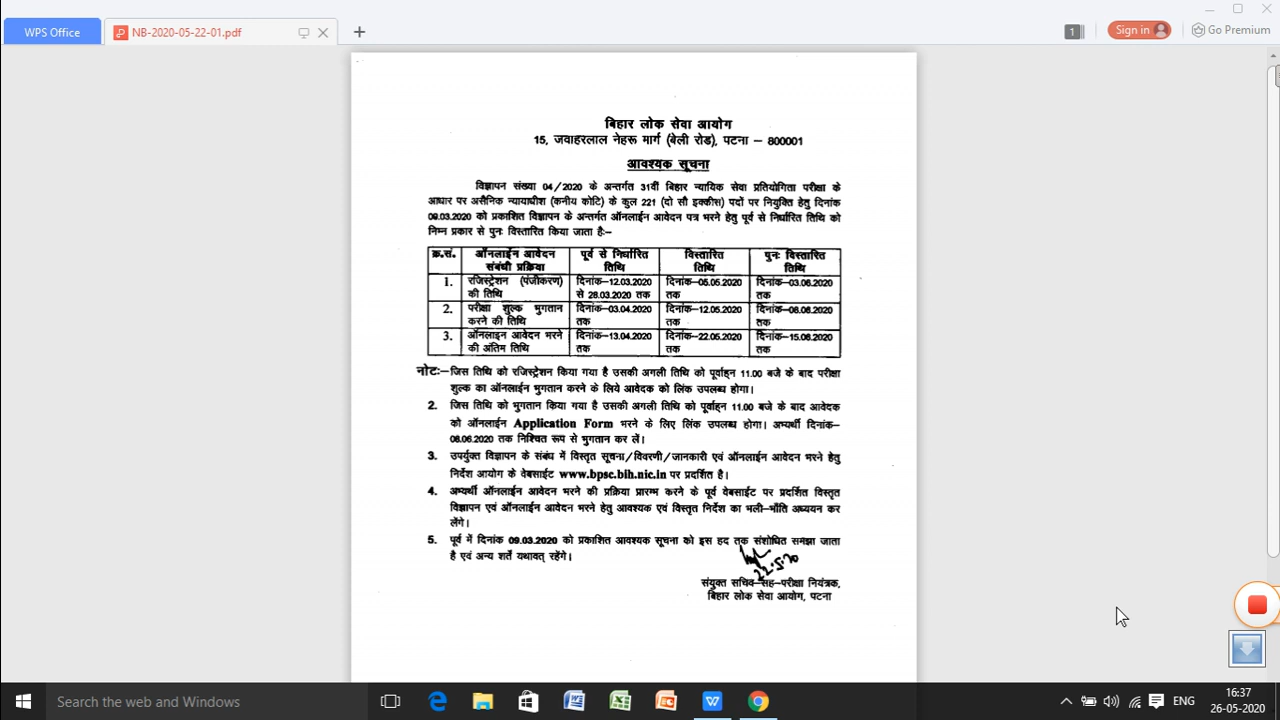 WPS Office
NB-2020-05-22-01.pdf
1
Sign in
Go Premium
बिहार लोक सेवा आयोग
15, जवाहरलाल नेहरू मार्ग (बेली रोड), पटना – 800001
आवश्यक सूचना
विज्ञापन संख्या 04/2020 के अन्तर्गत 31वीं बिहार न्यायिक सेवा प्रतियोगिता परीक्षा के
आधार पर असैनिक न्यायाधीश (कनीय कोटि) के कुल 221 (दो सौ इक्कीस) पदों पर नियुक्ति हेतु दिनांक
09.03.2020 को प्रकाशित विज्ञापन के अन्तर्गत ऑनलाईन आवेदन पत्र भरने हेतु पूर्व से निर्धारित तिथि को
निम्न प्रकार से पुनः विस्तारित किया जाता है:–
क्र.सं. ऑनलाईन आवेदन संबंधी प्रक्रिया पूर्व से निर्धारित तिथि विस्तारित तिथि पुनः विस्तारित तिथि
1. रजिस्ट्रेशन (पंजीकरण) की तिथि दिनांक–12.03.2020 से 28.03.2020 तक दिनांक–05.05.2020 तक दिनांक–03.06.2020 तक
2. परीक्षा शुल्क भुगतान करने की तिथि दिनांक–03.04.2020 तक दिनांक–12.05.2020 तक दिनांक–08.06.2020 तक
3. ऑनलाइन आवेदन भरने की अंतिम तिथि दिनांक–13.04.2020 तक दिनांक–22.05.2020 तक दिनांक–15.06.2020 तक
नोटः– जिस तिथि को रजिस्ट्रेशन किया गया है उसकी अगली तिथि को पूर्वाहन 11.00 बजे के बाद परीक्षा
शुल्क का ऑनलाईन भुगतान करने के लिये आवेदक को लिंक उपलब्ध होगा।
2. जिस तिथि को भुगतान किया गया है उसकी अगली तिथि को पूर्वाहन 11.00 बजे के बाद आवेदक
को ऑनलाईन Application Form भरने के लिए लिंक उपलब्ध होगा। अभ्यर्थी दिनांक–
08.06.2020 तक निश्चित रूप से भुगतान कर लें।
3. उपर्युक्त विज्ञापन के संबंध में विस्तृत सूचना/विवरणी/जानकारी एवं ऑनलाईन आवेदन भरने हेतु
निर्देश आयोग के वेबसाईट www.bpsc.bih.nic.in पर प्रदर्शित है।
4. अभ्यर्थी ऑनलाईन आवेदन भरने की प्रक्रिया प्रारम्भ करने के पूर्व वेबसाईट पर प्रदर्शित विस्तृत
विज्ञापन एवं ऑनलाईन आवेदन भरने हेतु आवश्यक एवं विस्तृत निर्देश का भली–भाँति अध्ययन कर
लेंगे।
5. पूर्व में दिनांक 09.03.2020 को प्रकाशित आवश्यक सूचना को इस हद तक संशोधित समझा जाता
है एवं अन्य शर्तें यथावत् रहेंगे।
22.5.20
संयुक्त सचिव–सह–परीक्षा नियंत्रक,
बिहार लोक सेवा आयोग, पटना
Search the web and Windows
ENG
16:37
26-05-2020